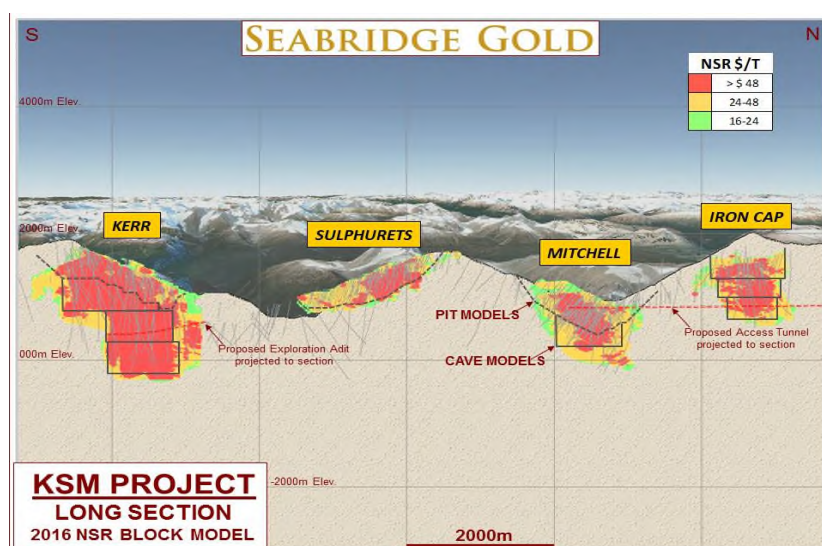 S
SEABRIDGE GOLD
N
NSR $/T
> $ 48
24-48
16-24
4000m Elev.
2000m Elev.
KERR
SULPHURETS
MITCHELL
IRON CAP
PIT MODELS
Proposed Exploration Adit
projected to section
Proposed Access Tunnel
projected to section
000m Elev.
CAVE MODELS
-2000m Elev.
KSM PROJECT
LONG SECTION
2016 NSR BLOCK MODEL
2000m